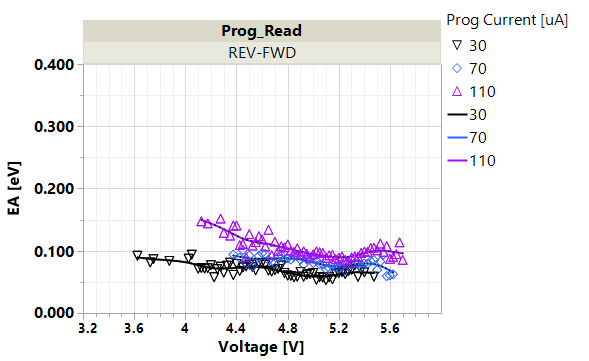 Prog_Read
REV-FWD
Prog Current [uA]
30
70
110
30
70
110
EA [eV]
0.400
0.300
0.200
0.100
0.000
3.2 3.6 4 4.4 4.8 5.2 5.6
Voltage [V]